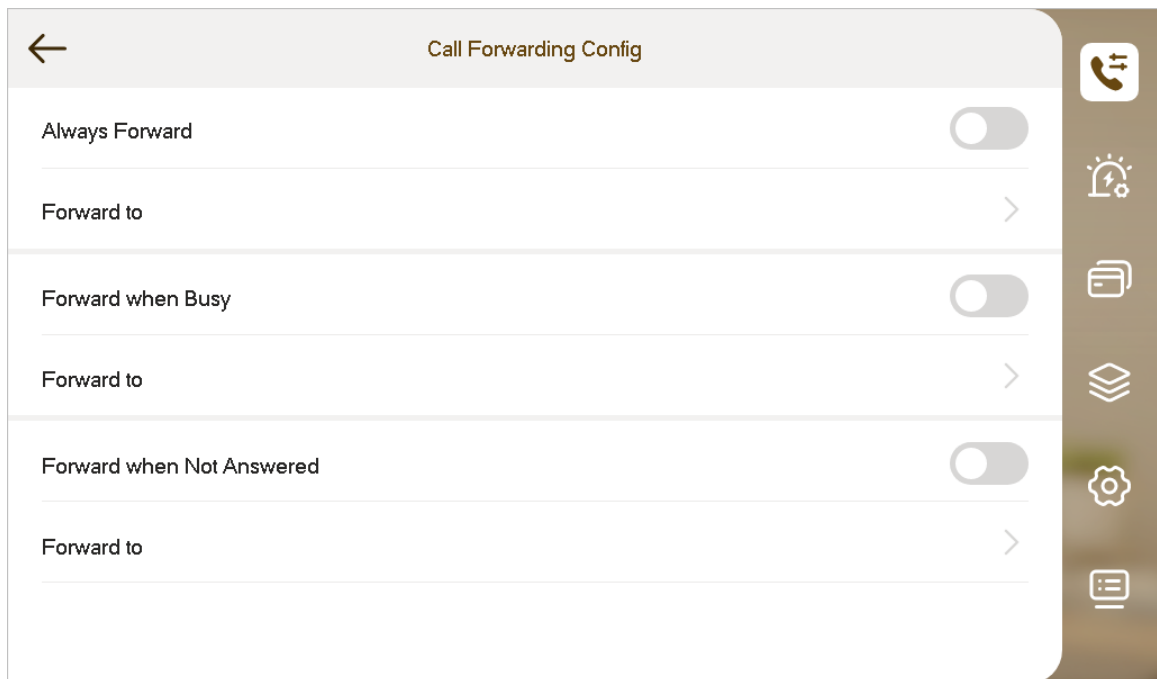 Call Forwarding Config
Always Forward
Forward to
Forward when Busy
Forward to
Forward when Not Answered
Forward to